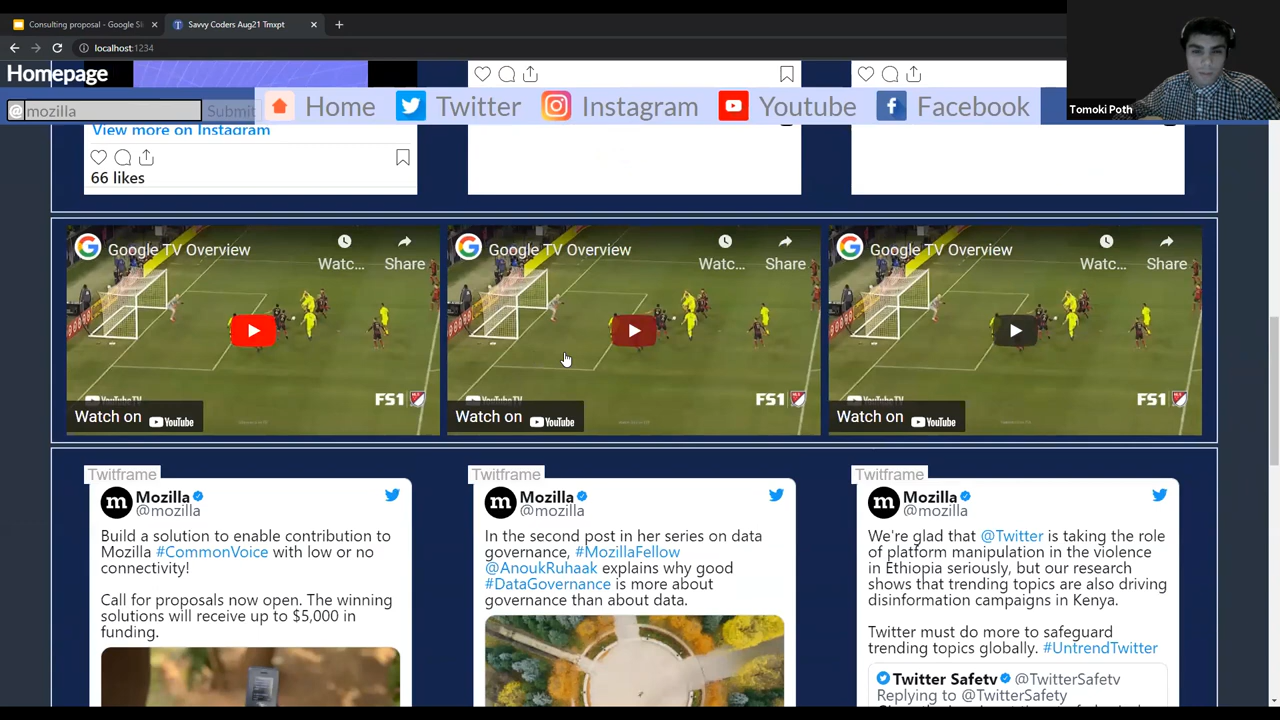 Consulting proposal - Google Sli
Savvy Coders Aug21 Tmxpt
localhost:1234
Homepage
@ mozilla
Submit
Home
Twitter
Instagram
Youtube
Facebook
Tomoki Poth
View more on Instagram
66 likes
Google TV Overview
Watc...
Share
FS1
Watch on YouTube
Google TV Overview
Watc...
Share
FS1
Watch on YouTube
Google TV Overview
Watc...
Share
FS1
Watch on YouTube
Twitframe
Mozilla
@mozilla
Build a solution to enable contribution to
Mozilla #CommonVoice with low or no
connectivity!
Call for proposals now open. The winning
solutions will receive up to $5,000 in
funding.
Twitframe
Mozilla
@mozilla
In the second post in her series on data
governance, #MozillaFellow
@AnoukRuhaak explains why good
#DataGovernance is more about
governance than about data.
Twitframe
Mozilla
@mozilla
We're glad that @Twitter is taking the role
of platform manipulation in the violence
in Ethiopia seriously, but our research
shows that trending topics are also driving
disinformation campaigns in Kenya.
Twitter must do more to safeguard
trending topics globally. #UntrendTwitter
Twitter Safety @TwitterSafety
Replying to @TwitterSafety